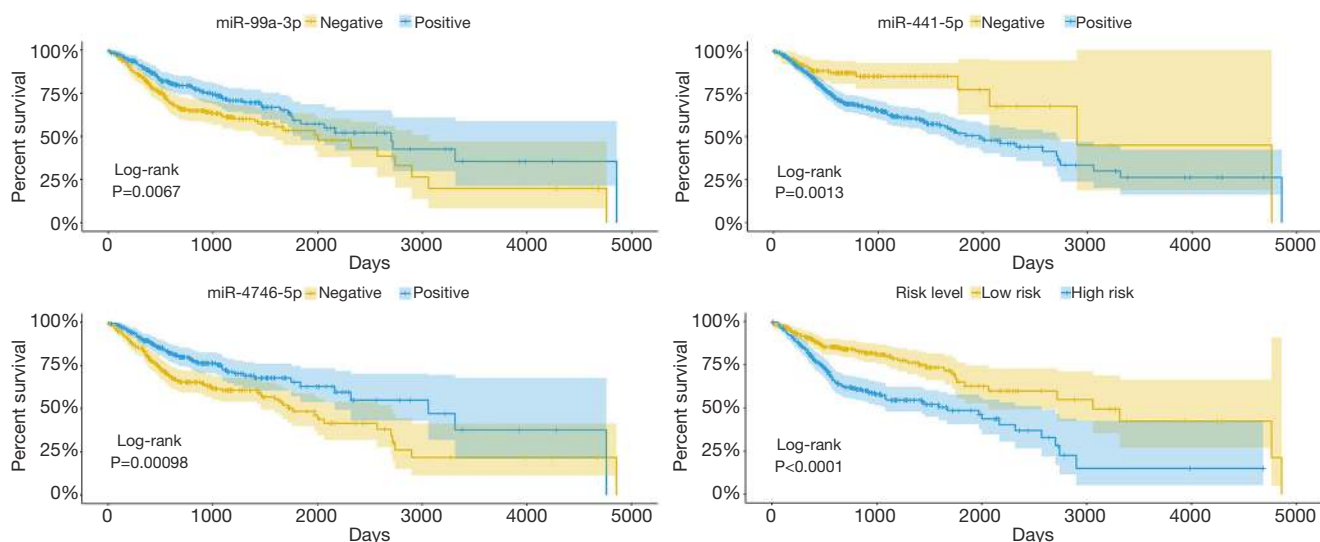 miR-99a-3p Negative Positive
100%
75%
50%
25%
0%
Percent survival
Log-rank
P=0.0067
0 1000 2000 3000 4000 5000
Days
miR-441-5p Negative Positive
100%
75%
50%
25%
0%
Percent survival
Log-rank
P=0.0013
0 1000 2000 3000 4000 5000
Days
miR-4746-5p Negative Positive
100%
75%
50%
25%
0%
Percent survival
Log-rank
P=0.00098
0 1000 2000 3000 4000 5000
Days
Risk level Low risk High risk
100%
75%
50%
25%
0%
Percent survival
Log-rank
P<0.0001
0 1000 2000 3000 4000 5000
Days